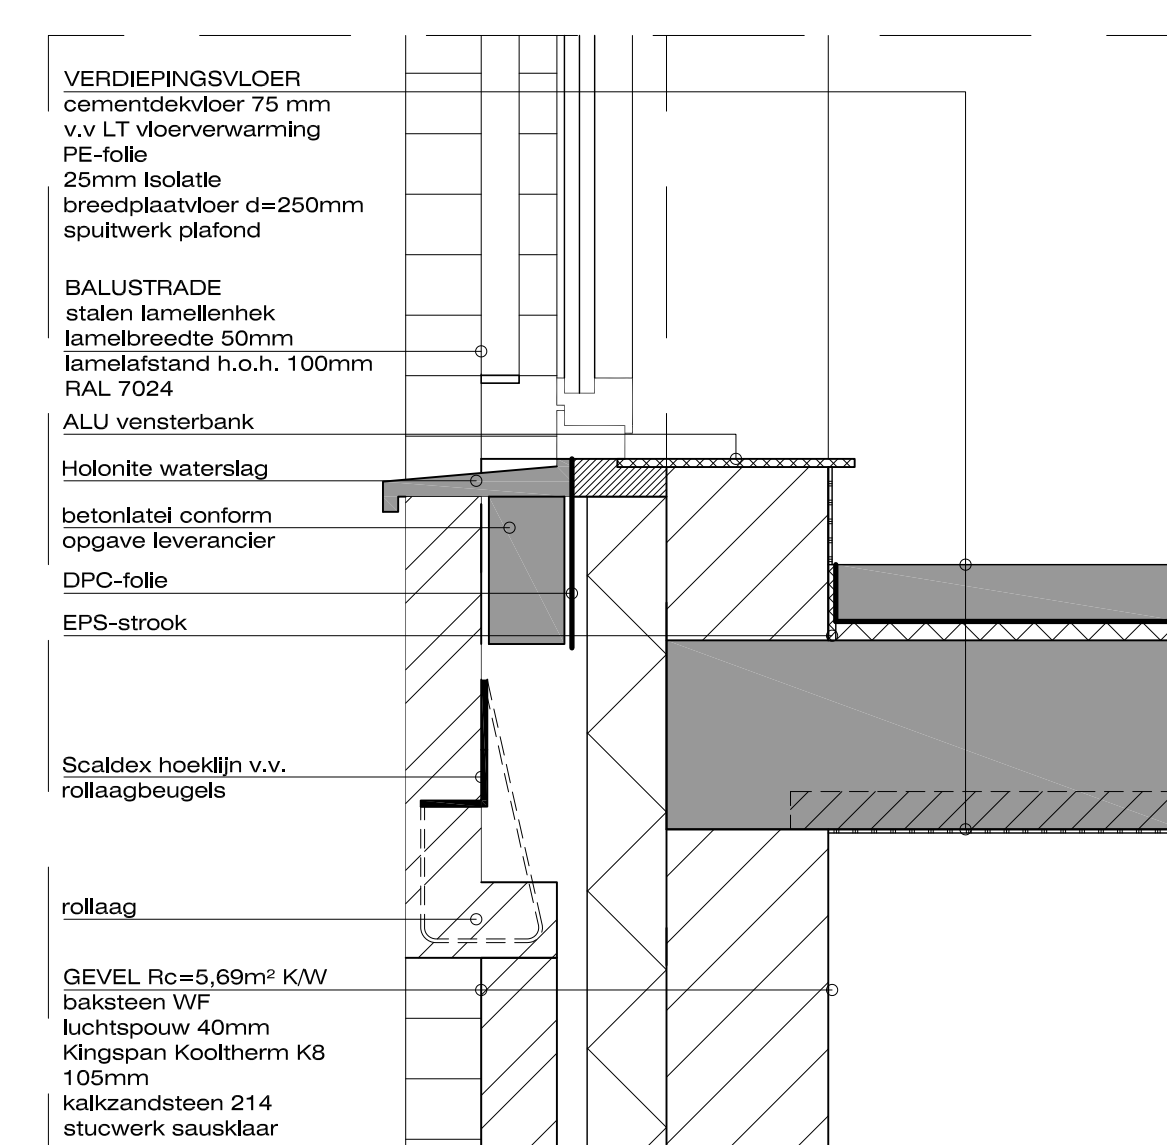 VERDIEPINGSVLOER
cementdekvloer 75 mm
v.v LT vloerverwarming
PE-folie
25mm Isolatie
breedplaatvloer d=250mm
spuitwerk plafond
BALUSTRADE
stalen lamellenhek
lamelbreedte 50mm
lamelafstand h.o.h. 100mm
RAL 7024
ALU vensterbank
Holonite waterslag
betonlatei conform
opgave leverancier
DPC-folie
EPS-strook
Scaldex hoeklijn v.v.
rollaagbeugels
rollaag
GEVEL Rc=5,69m² K/W
baksteen WF
luchtspouw 40mm
Kingspan Kooltherm K8
105mm
kalkzandsteen 214
stucwerk sausklaar